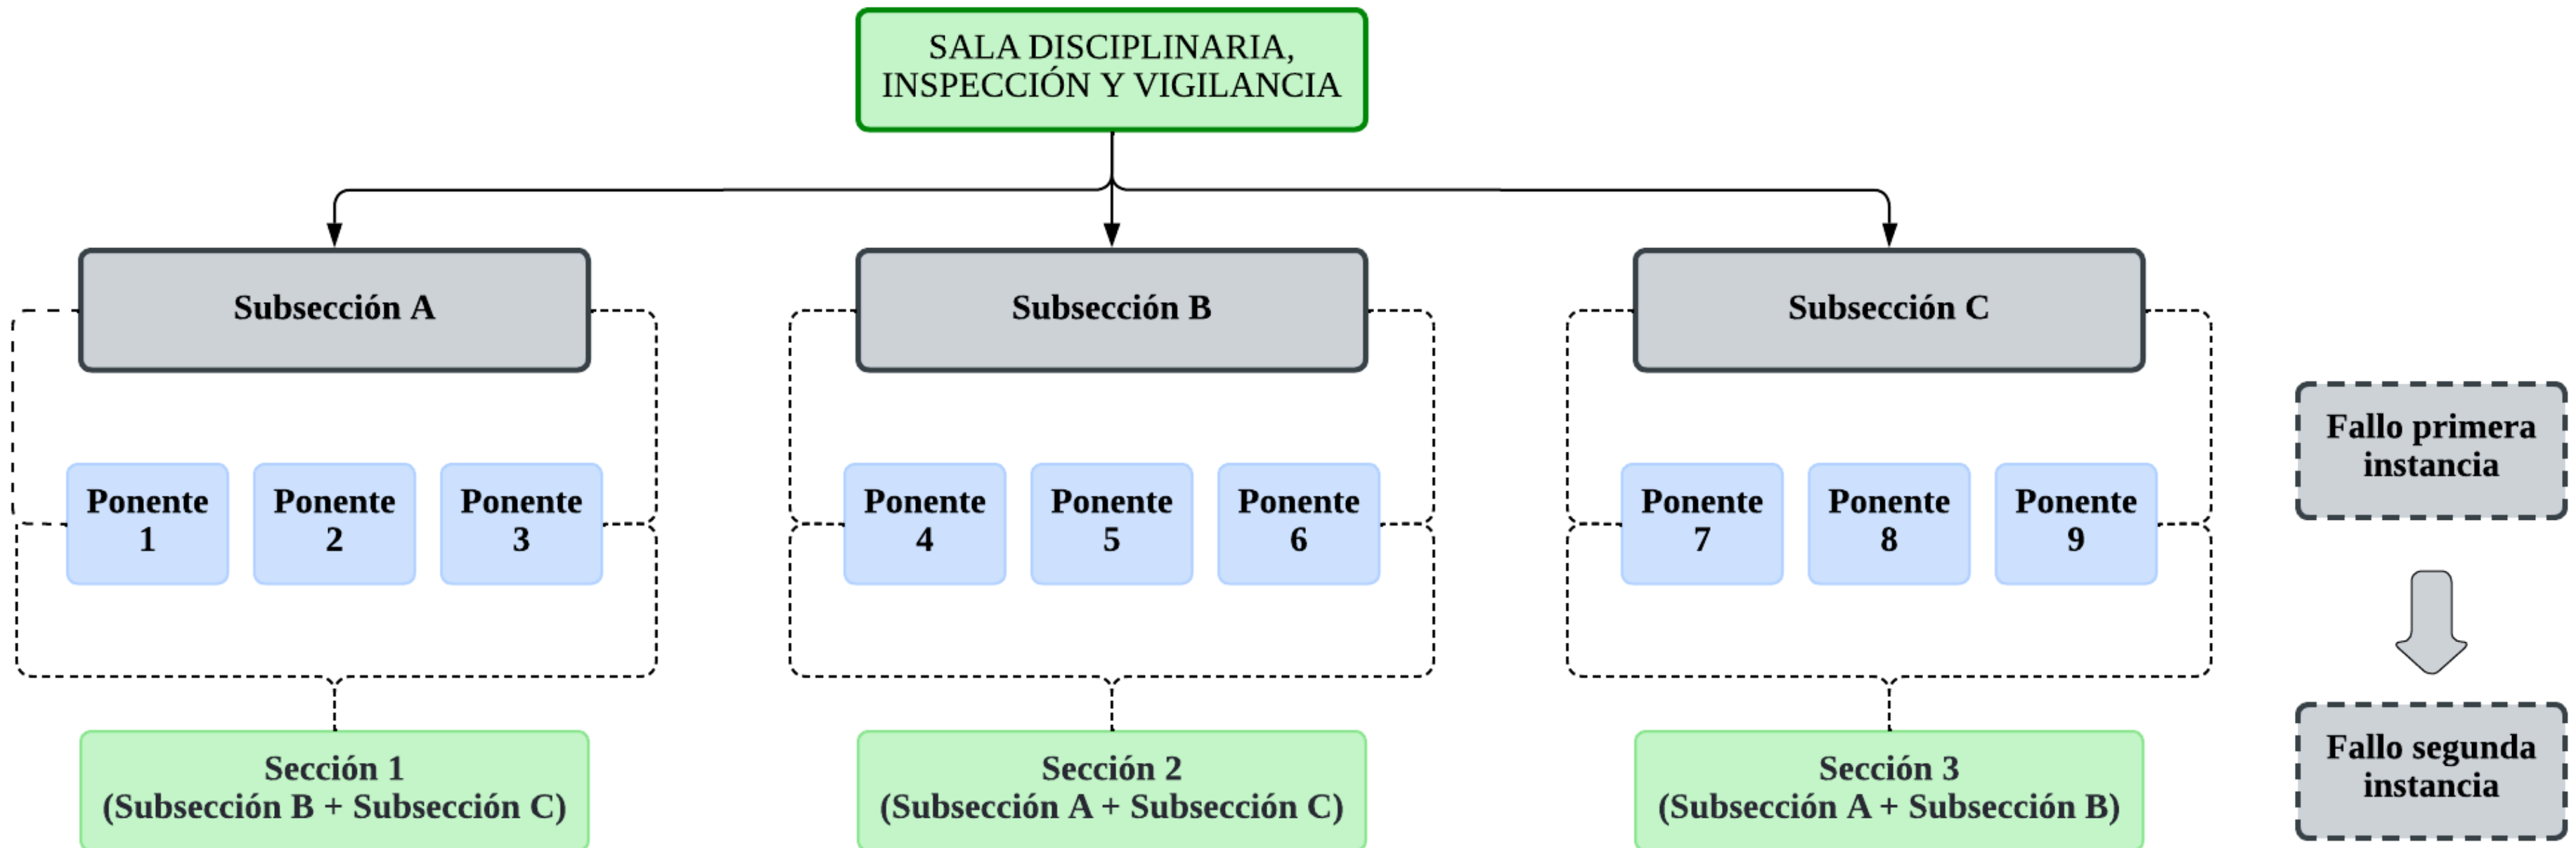 SALA DISCIPLINARIA,
INSPECCIÓN Y VIGILANCIA
Subsección A
Subsección B
Subsección C
Ponente
1
Ponente
2
Ponente
3
Ponente
4
Ponente
5
Ponente
6
Ponente
7
Ponente
8
Ponente
9
Fallo primera
instancia
Sección 1
(Subsección B + Subsección C)
Sección 2
(Subsección A + Subsección C)
Sección 3
(Subsección A + Subsección B)
Fallo segunda
instancia